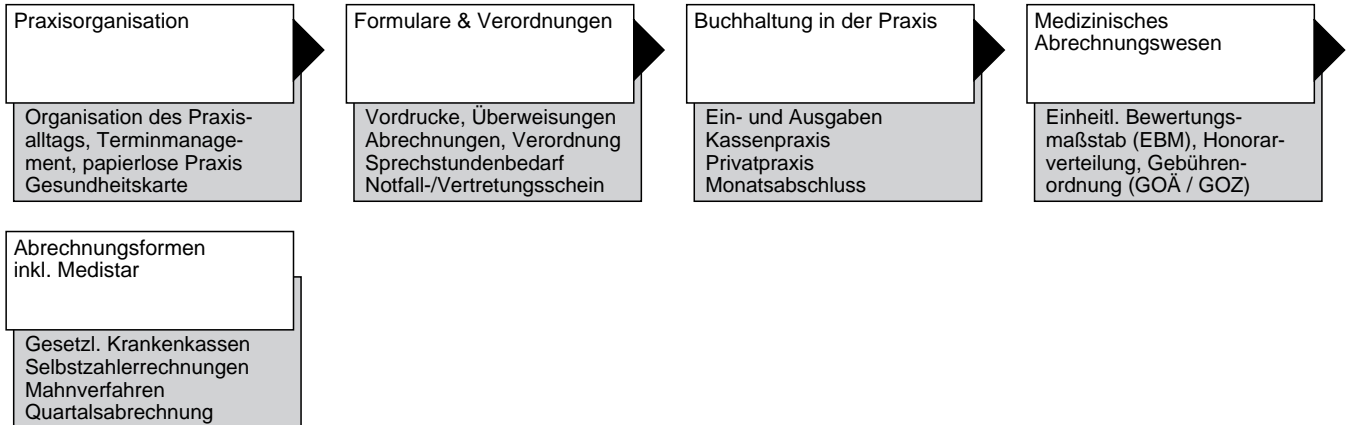 Praxisorganisation
Organisation des Praxis-
alltags, Terminmanage-
ment, papierlose Praxis
Gesundheitskarte
Formulare & Verordnungen
Vordrucke, Überweisungen
Abrechnungen, Verordnung
Sprechstundenbedarf
Notfall-/Vertretungsschein
Buchhaltung in der Praxis
Ein- und Ausgaben
Kassenpraxis
Privatpraxis
Monatsabschluss
Medizinisches
Abrechnungswesen
Einheitl. Bewertungs-
maßstab (EBM), Honorar-
verteilung, Gebühren-
ordnung (GOÄ / GOZ)
Abrechnungsformen
inkl. Medistar
Gesetzl. Krankenkassen
Selbstzahlerrechnungen
Mahnverfahren
Quartalsabrechnung